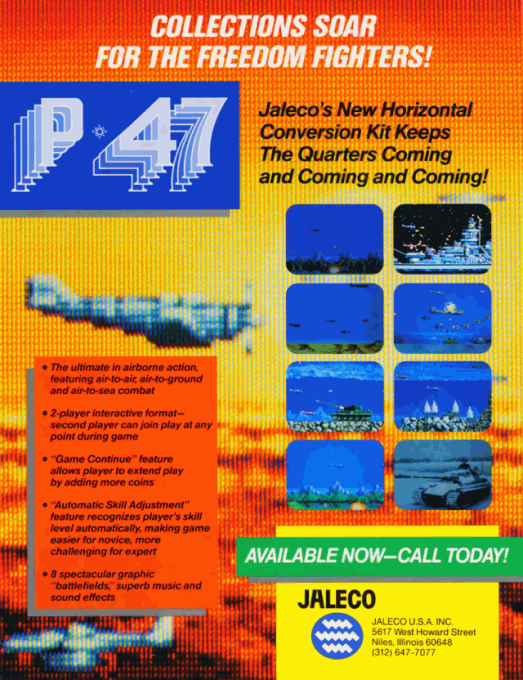 COLLECTIONS SOAR
FOR THE FREEDOM FIGHTERS!
P-47
Jaleco's New Horizontal
Conversion Kit Keeps
The Quarters Coming
and Coming and Coming!
• The ultimate in airborne action,
featuring air-to-air, air-to-ground
and air-to-sea combat
• 2-player interactive format—
second player can join play at any
point during game
• "Game Continue" feature
allows player to extend play
by adding more coins
• "Automatic Skill Adjustment"
feature recognizes player's skill
level automatically, making game
easier for novice, more
challenging for expert
• 8 spectacular graphic
"battlefields," superb music and
sound effects
AVAILABLE NOW—CALL TODAY!
JALECO
JALECO U.S.A. INC.
5617 West Howard Street
Niles, Illinois 60648
(312) 647-7077